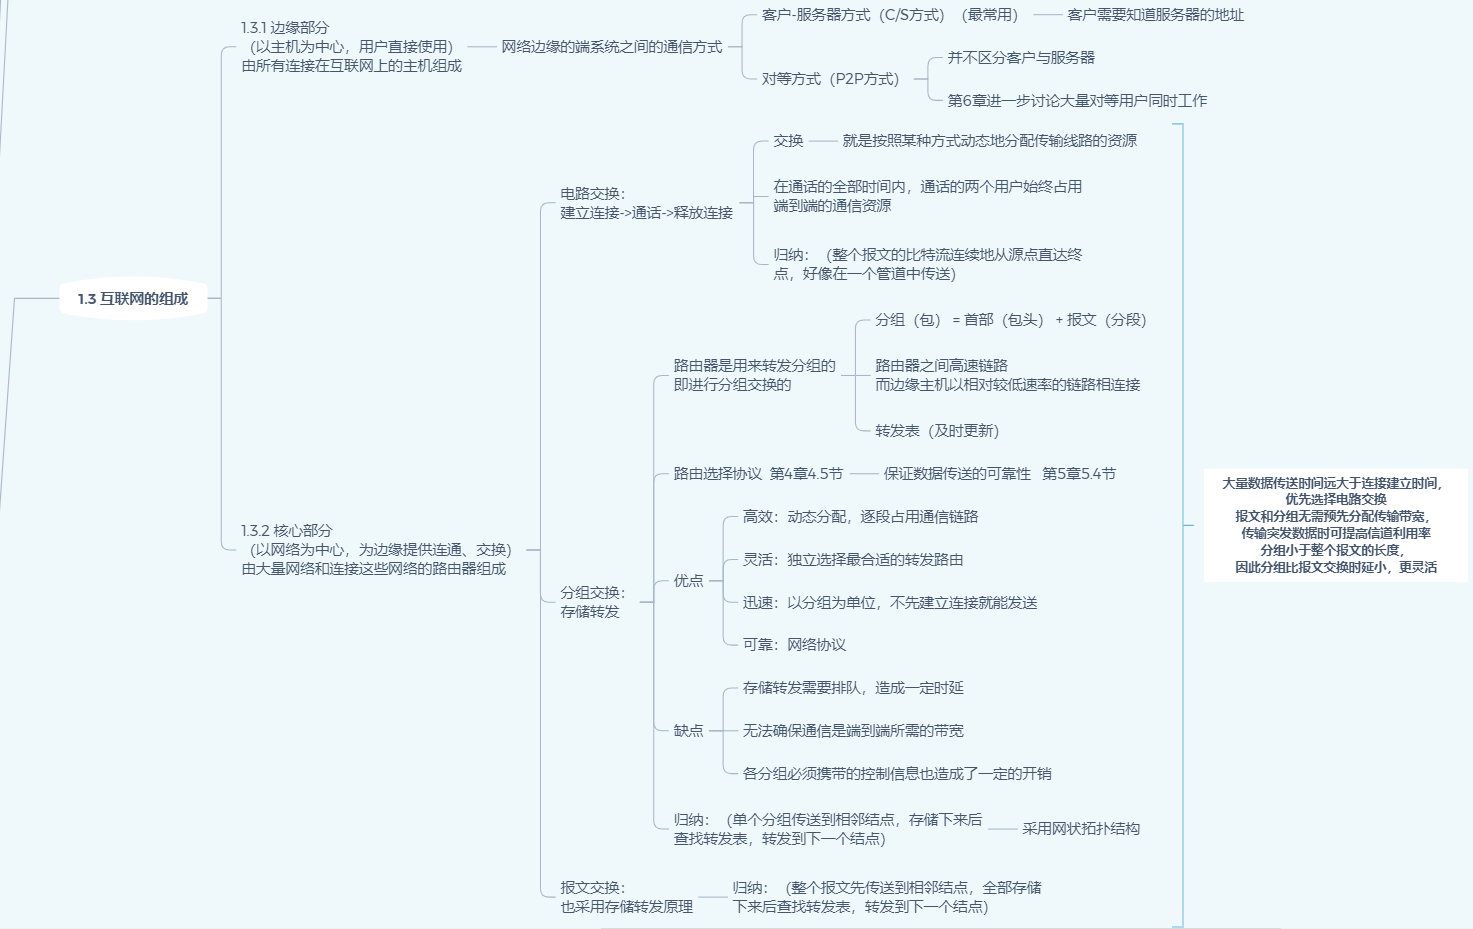 1.3 互联网的组成
1.3.1 边缘部分
（以主机为中心，用户直接使用）
由所有连接在互联网上的主机组成
网络边缘的端系统之间的通信方式
客户-服务器方式（C/S方式）（最常用）
客户需要知道服务器的地址
对等方式（P2P方式）
并不区分客户与服务器
第6章进一步讨论大量对等用户同时工作
1.3.2 核心部分
（以网络为中心，为边缘提供连通、交换）
由大量网络和连接这些网络的路由器组成
电路交换：
建立连接->通话->释放连接
交换
就是按照某种方式动态地分配传输线路的资源
在通话的全部时间内，通话的两个用户始终占用
端到端的通信资源
归纳：（整个报文的比特流连续地从源点直达终
点，好像在一个管道中传送）
分组交换：
存储转发
路由器是用来转发分组的
即进行分组交换的
分组（包） = 首部（包头） + 报文（分段）
路由器之间高速链路
而边缘主机以相对较低速率的链路相连接
转发表（及时更新）
路由选择协议 第4章4.5节
保证数据传送的可靠性 第5章5.4节
优点
高效：动态分配，逐段占用通信链路
灵活：独立选择最合适的转发路由
迅速：以分组为单位，不先建立连接就能发送
可靠：网络协议
缺点
存储转发需要排队，造成一定时延
无法确保通信是端到端所需的带宽
各分组必须携带的控制信息也造成了一定的开销
归纳：（单个分组传送到相邻结点，存储下来后
查找转发表，转发到下一个结点）
采用网状拓扑结构
报文交换：
也采用存储转发原理
归纳：（整个报文先传送到相邻结点，全部存储
下来后查找转发表，转发到下一个结点）
大量数据传送时间远大于连接建立时间，
优先选择电路交换
报文和分组无需预先分配传输带宽，
传输突发数据时可提高信道利用率
分组小于整个报文的长度，
因此分组比报文交换时延小，更灵活